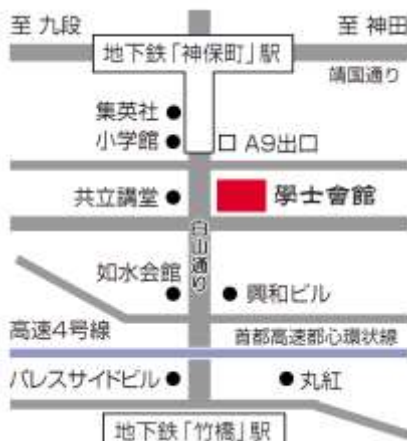 至 九段
至 神田
地下鉄「神保町」駅
靖国通り
集英社
小学館
A9出口
共立講堂
學士會館
白山通り
如水会館
興和ビル
高速4号線
首都高速都心環状線
パレスサイドビル
丸紅
地下鉄「竹橋」駅